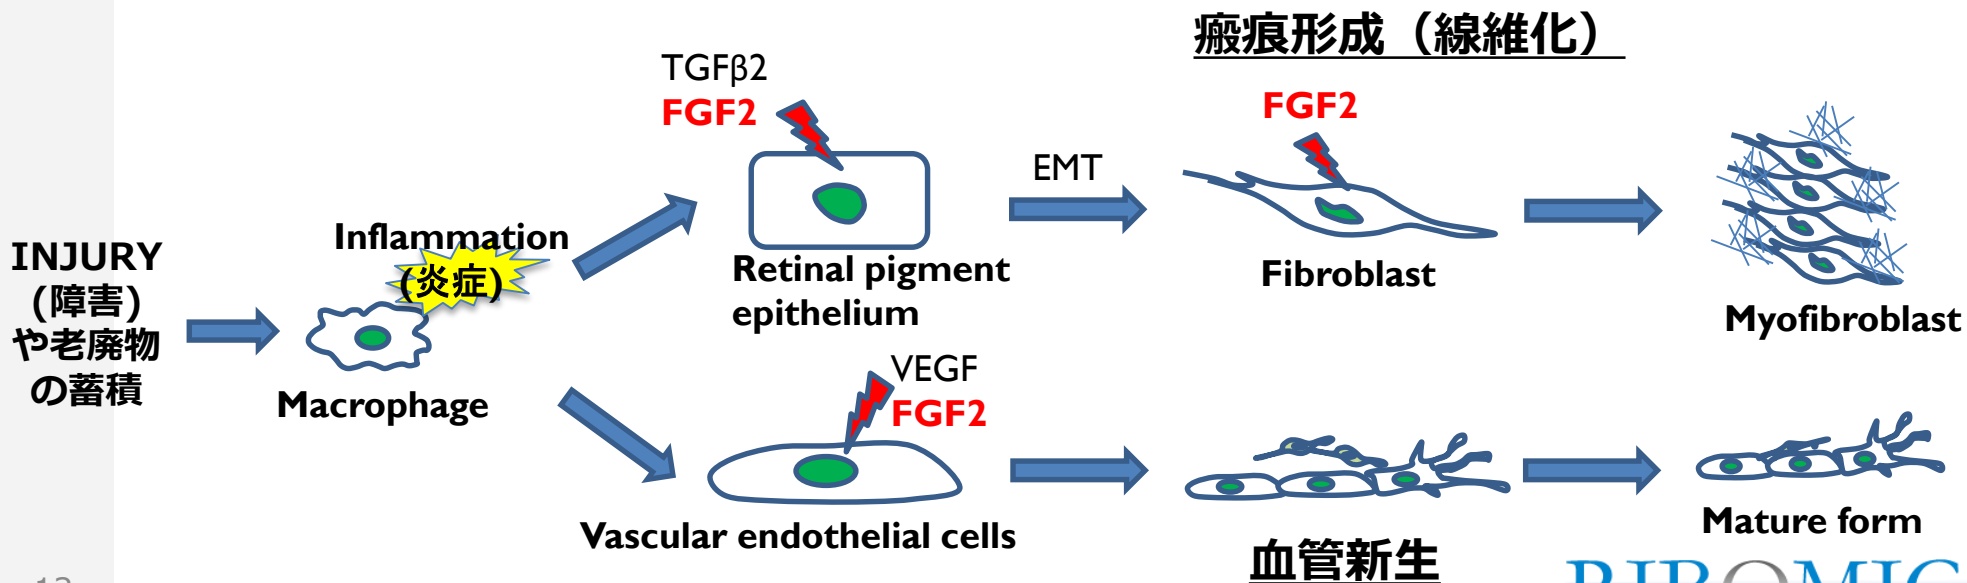 瘢痕形成（線維化）
TGFβ2
FGF2
FGF2
EMT
Inflammation
(炎症)
INJURY
(障害)
や老廃物
の蓄積
Retinal pigment
epithelium
Fibroblast
Myofibroblast
Macrophage
VEGF
FGF2
Vascular endothelial cells
Mature form
血管新生
RIBOMIC